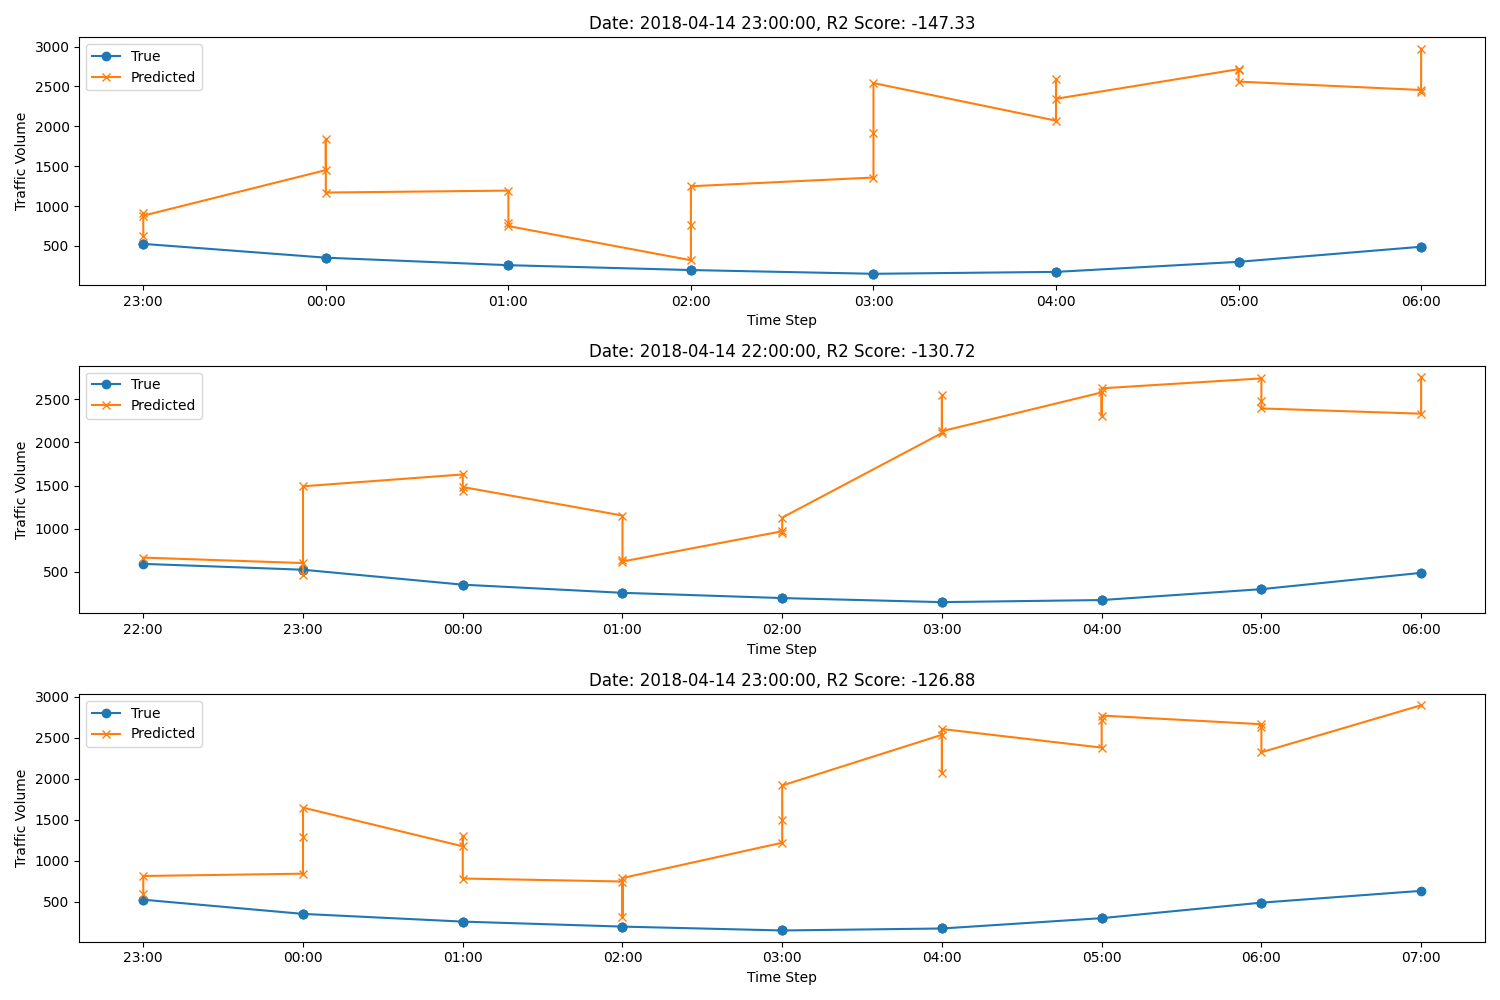 Date: 2018-04-14 23:00:00, R2 Score: -147.33
True
Predicted
Traffic Volume
3000
2500
2000
1500
1000
500
23:00 00:00 01:00 02:00 03:00 04:00 05:00 06:00
Time Step
Date: 2018-04-14 22:00:00, R2 Score: -130.72
True
Predicted
Traffic Volume
2500
2000
1500
1000
500
22:00 23:00 00:00 01:00 02:00 03:00 04:00 05:00 06:00
Time Step
Date: 2018-04-14 23:00:00, R2 Score: -126.88
True
Predicted
Traffic Volume
3000
2500
2000
1500
1000
500
23:00 00:00 01:00 02:00 03:00 04:00 05:00 06:00 07:00
Time Step